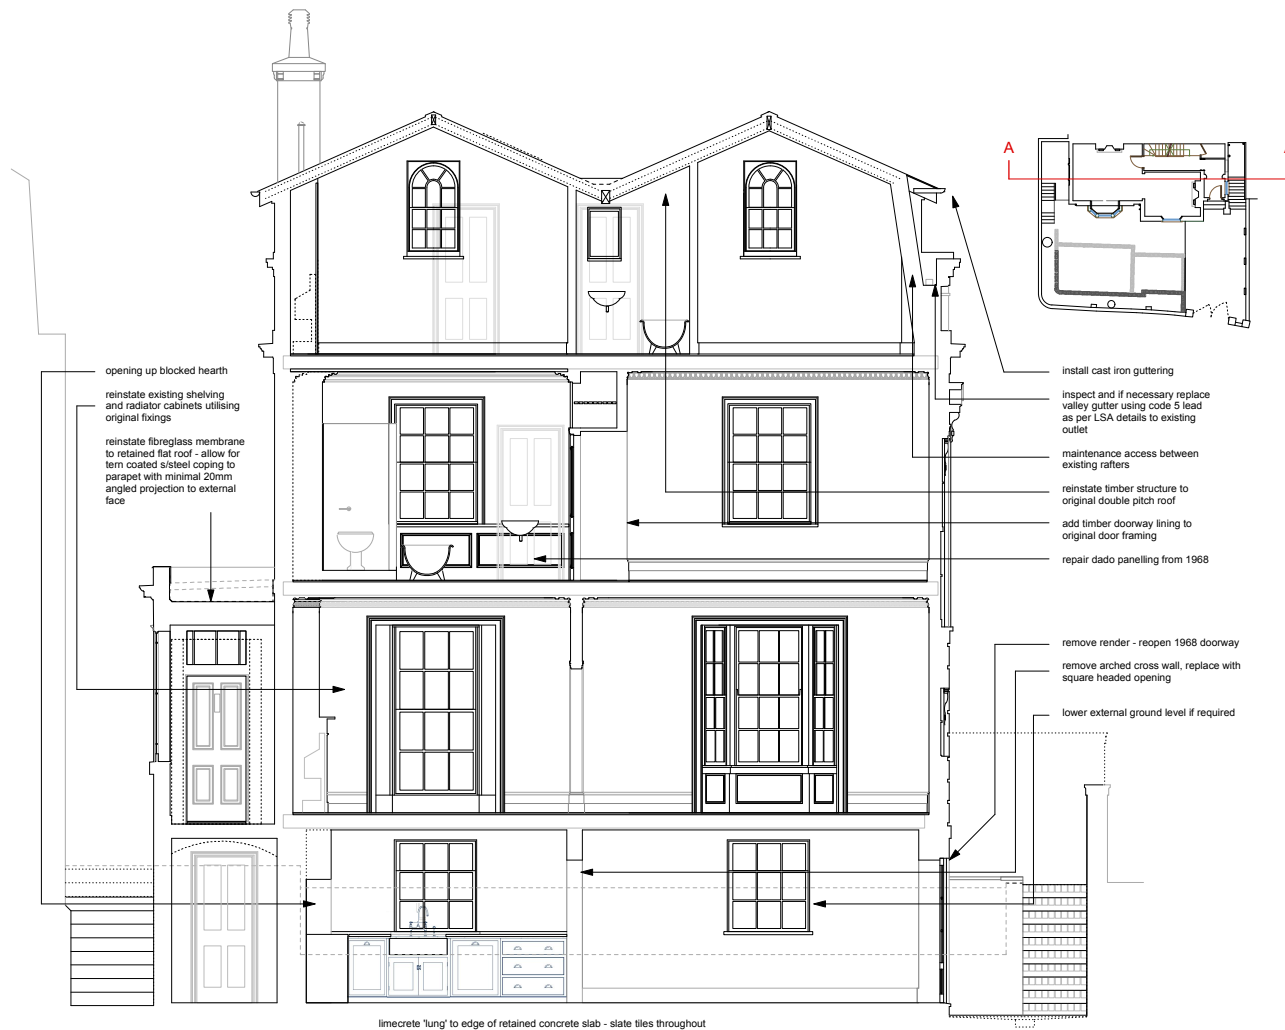 A
opening up blocked hearth
reinstate existing shelving
and radiator cabinets utilising
original fixings
reinstate fibreglass membrane
to retained flat roof - allow for
tern coated s/steel coping to
parapet with minimal 20mm
angled projection to external
face
install cast iron guttering
inspect and if necessary replace
valley gutter using code 5 lead
as per LSA details to existing
outlet
maintenance access between
existing rafters
reinstate timber structure to
original double pitch roof
add timber doorway lining to
original door framing
repair dado panelling from 1968
remove render - reopen 1968 doorway
remove arched cross wall, replace with
square headed opening
lower external ground level if required
limecrete 'lung' to edge of retained concrete slab - slate tiles throughout